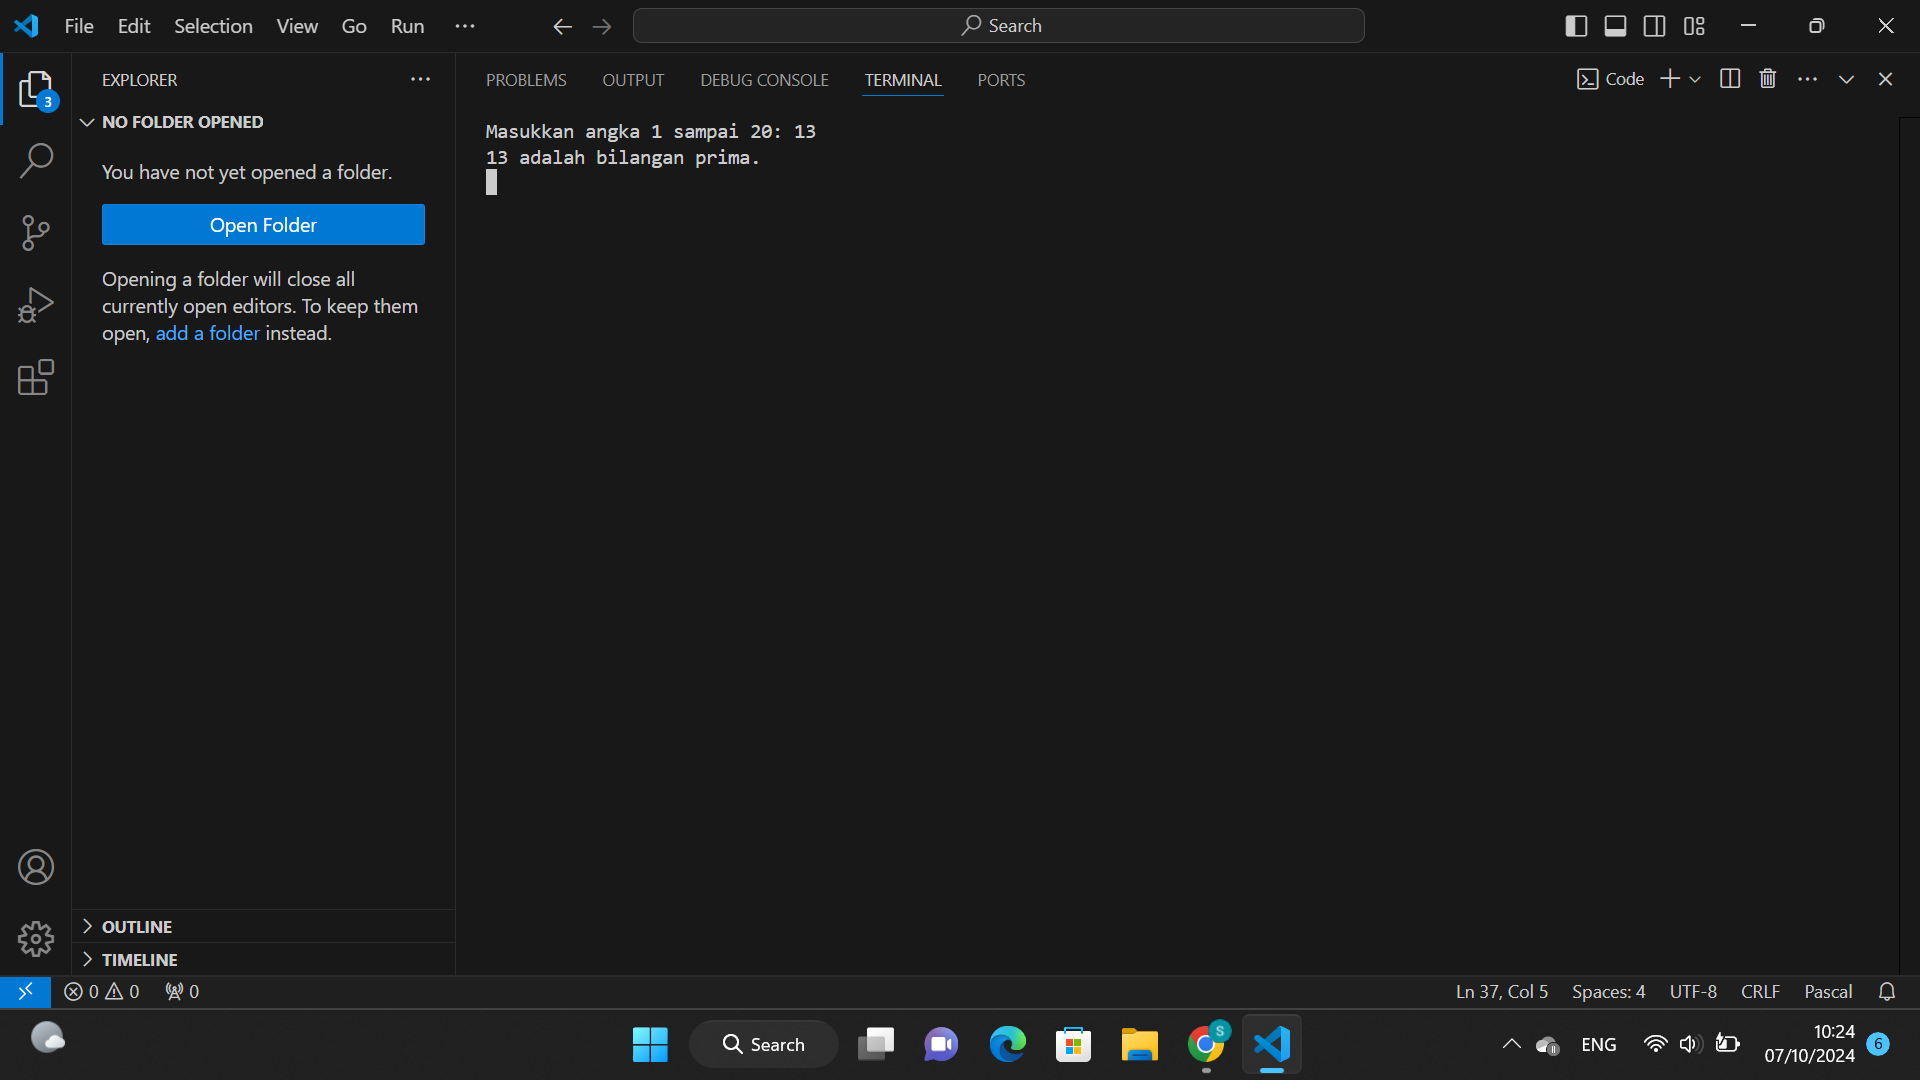 File Edit Selection View Go Run ···
Search
EXPLORER ···
NO FOLDER OPENED
You have not yet opened a folder.
Open Folder
Opening a folder will close all
currently open editors. To keep them
open, add a folder instead.
OUTLINE
TIMELINE
3
PROBLEMS OUTPUT DEBUG CONSOLE TERMINAL PORTS
Code
Masukkan angka 1 sampai 20: 13
13 adalah bilangan prima.
0 0 0
Ln 37, Col 5 Spaces: 4 UTF-8 CRLF Pascal
Search
S
ENG
10:24
07/10/2024
6